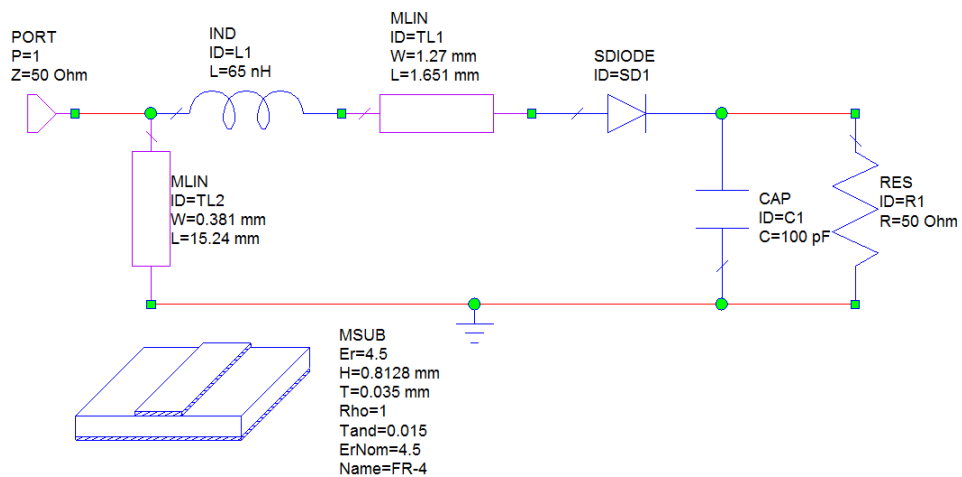 PORT
P=1
Z=50 Ohm
IND
ID=L1
L=65 nH
MLIN
ID=TL1
W=1.27 mm
L=1.651 mm
SDIODE
ID=SD1
MLIN
ID=TL2
W=0.381 mm
L=15.24 mm
CAP
ID=C1
C=100 pF
RES
ID=R1
R=50 Ohm
MSUB
Er=4.5
H=0.8128 mm
T=0.035 mm
Rho=1
Tand=0.015
ErNom=4.5
Name=FR-4